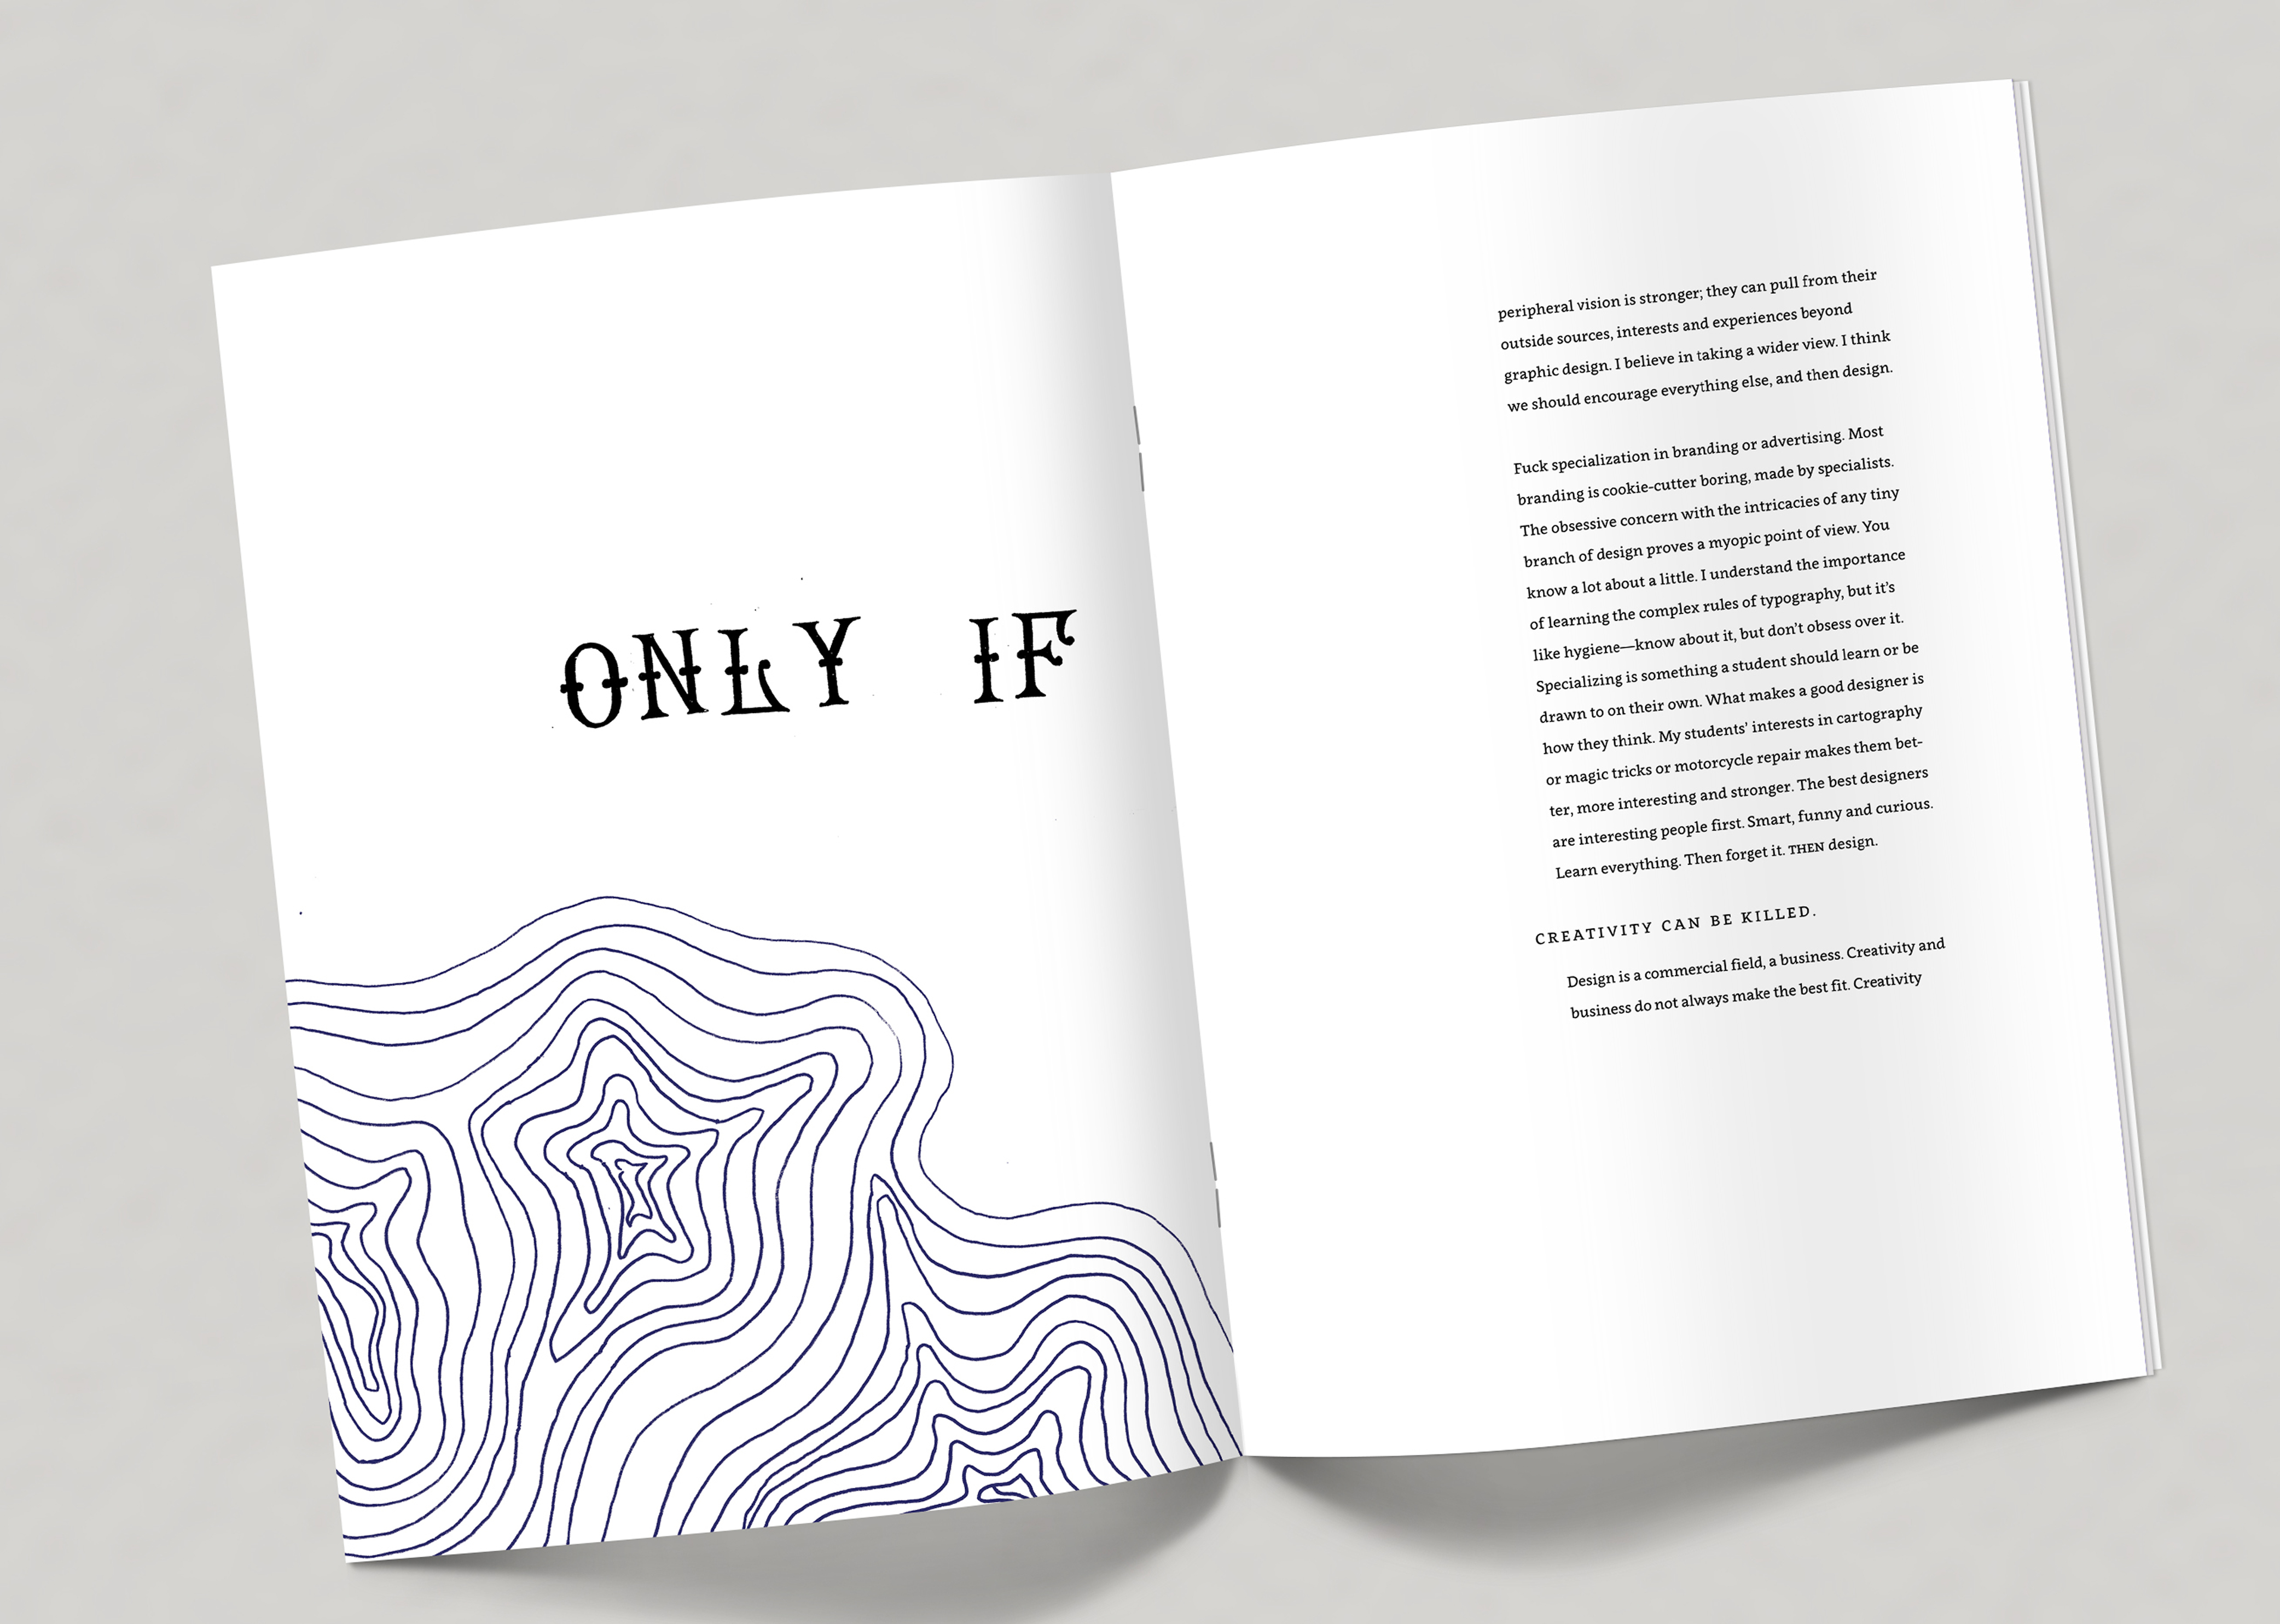 ONLY IF
peripheral vision is stronger; they can pull from their
outside sources, interests and experiences beyond
graphic design. I believe in taking a wider view. I think
we should encourage everything else, and then design.
Fuck specialization in branding or advertising. Most
branding is cookie-cutter boring, made by specialists.
The obsessive concern with the intricacies of any tiny
branch of design proves a myopic point of view. You
know a lot about a little. I understand the importance
of learning the complex rules of typography, but it’s
like hygiene—know about it, but don’t obsess over it.
Specializing is something a student should learn or be
drawn to on their own. What makes a good designer is
how they think. My students’ interests in cartography
or magic tricks or motorcycle repair makes them bet-
ter, more interesting and stronger. The best designers
are interesting people first. Smart, funny and curious.
Learn everything. Then forget it. THEN design.
CREATIVITY CAN BE KILLED.
Design is a commercial field, a business. Creativity and
business do not always make the best fit. Creativity